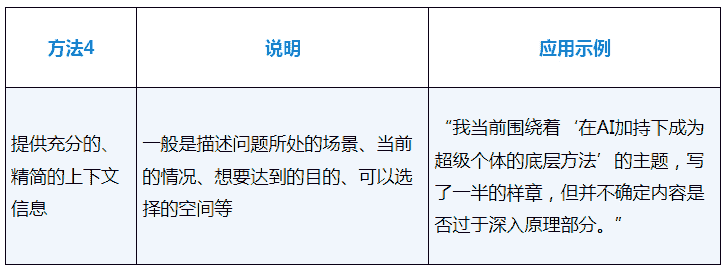 方法4
说明
应用示例
提供充分的、
精简的上下文
信息
一般是描述问题所处的场景、当前
的情况、想要达到的目的、可以选
择的空间等
“我当前围绕着‘在AI加持下成为
超级个体的底层方法’的主题，写
了一半的样章，但并不确定内容是
否过于深入原理部分。”